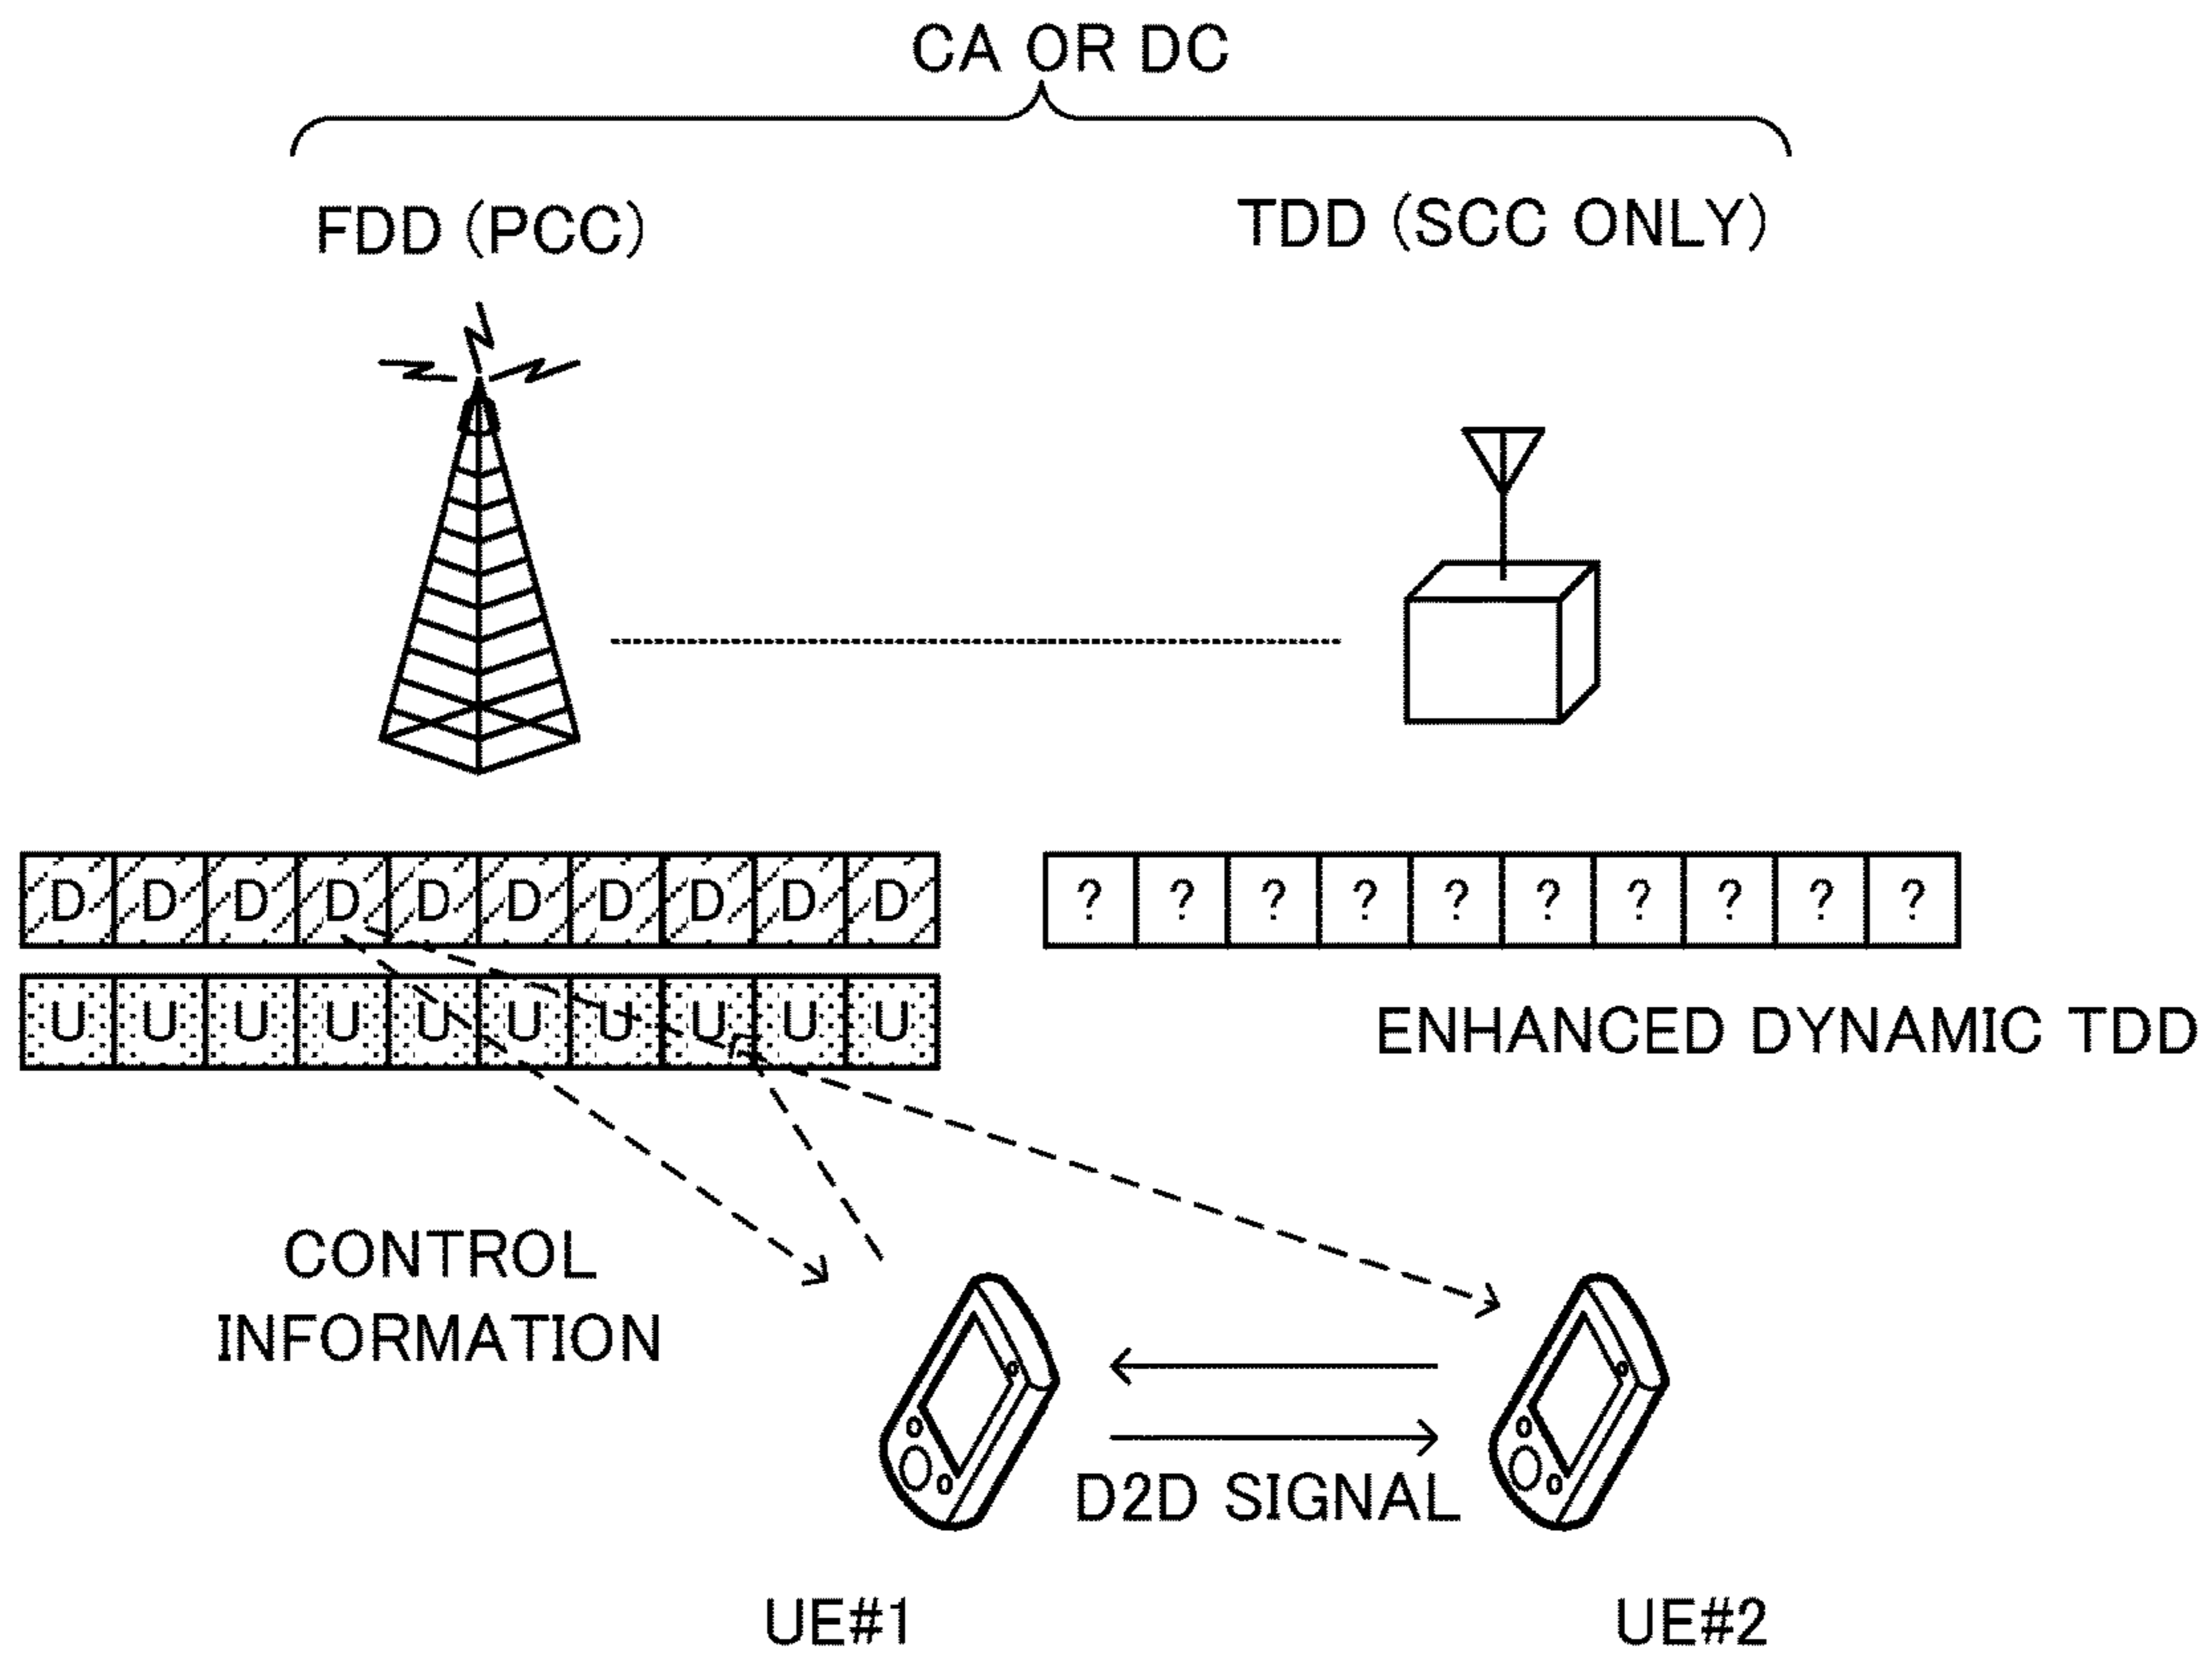 CA OR DC
FDD (PCC)
TDD (SCC ONLY)
D D D D D D D D D D
? ? ? ? ? ? ? ? ? ?
U U U U U U U U U U
ENHANCED DYNAMIC TDD
CONTROL
INFORMATION
D2D SIGNAL
UE#1
UE#2